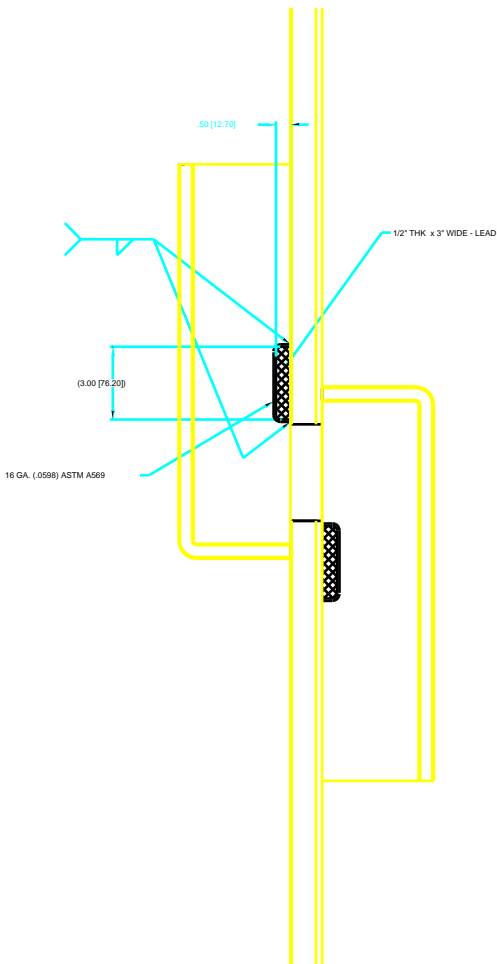 .50 [12.70]
1/2" THK x 3" WIDE - LEAD
(3.00 [76.20])
16 GA. (.0598) ASTM A569